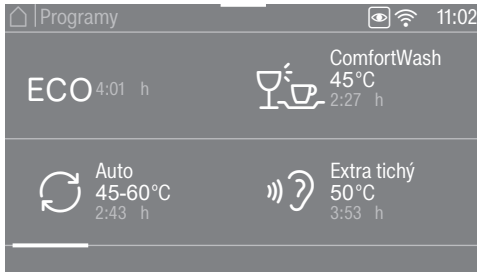 Programy 11:02
ECO 4:01 h
ComfortWash
45°C
2:27 h
Auto
45-60°C
2:43 h
Extra tichý
50°C
3:53 h